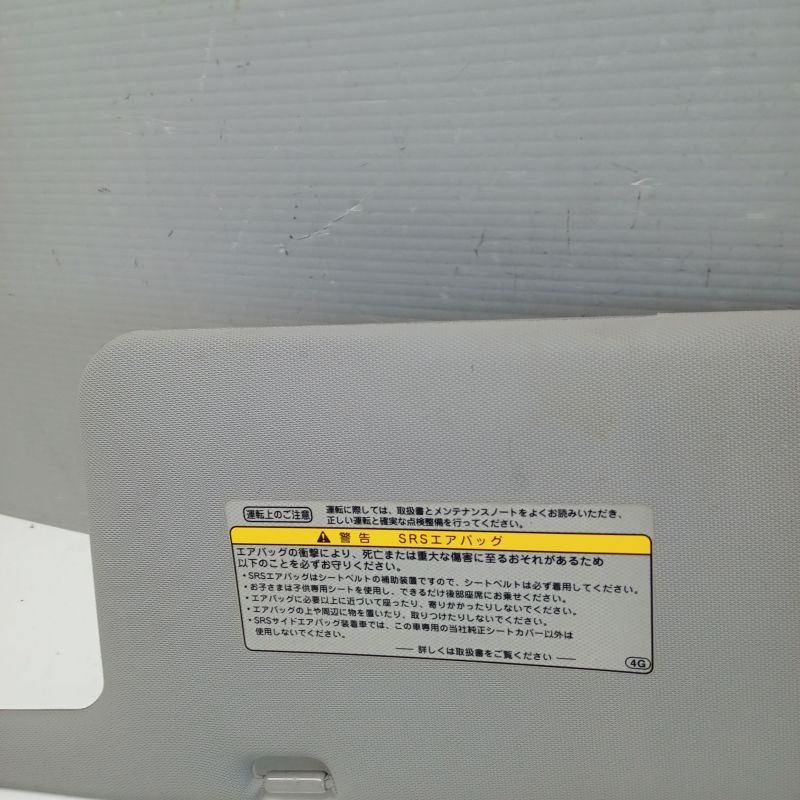 運転上のご注意 運転に際しては、取扱書とメンテナンスノートをよくお読みいただき、
正しい運転と確実な点検整備を行ってください。
警告 SRSエアバッグ
エアバッグの衝撃により、死亡または重大な傷害に至るおそれがあるため
以下のことを必ずお守りください。
・SRSエアバッグはシートベルトの補助装置ですので、シートベルトは必ず着用してください。
・お子さまは子供専用シートを使用し、できるだけ後部座席にお乗せください。
・エアバッグに必要以上に近づいて座ったり、寄りかかったりしないでください。
・エアバッグの上や周辺に物を置いたり、取りつけたりしないでください。
・SRSサイドエアバッグ装着車では、この車専用の当社純正シートカバー以外は
使用しないでください。
── 詳しくは取扱書をご覧ください ──
4G